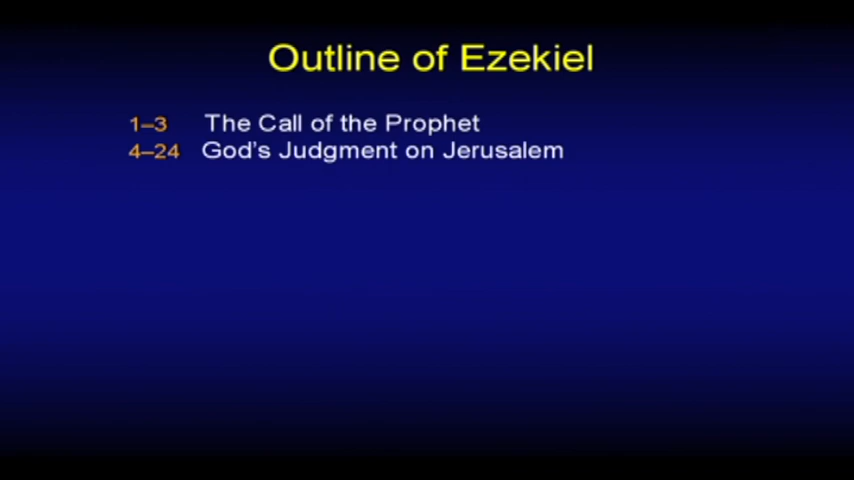 Outline of Ezekiel
1–3 The Call of the Prophet
4–24 God's Judgment on Jerusalem